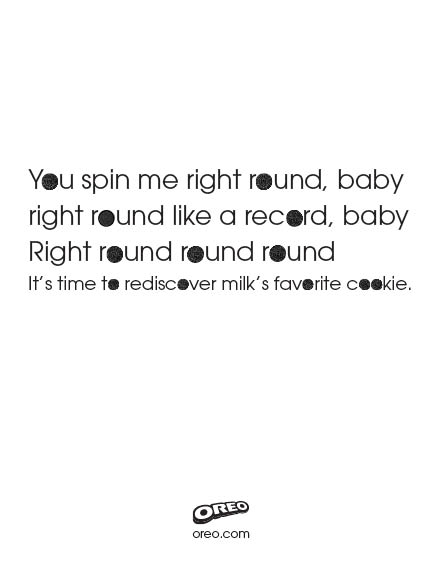 You spin me right round, baby
right round like a record, baby
Right round round round
It's time to rediscover milk's favorite cookie.
OREO
oreo.com